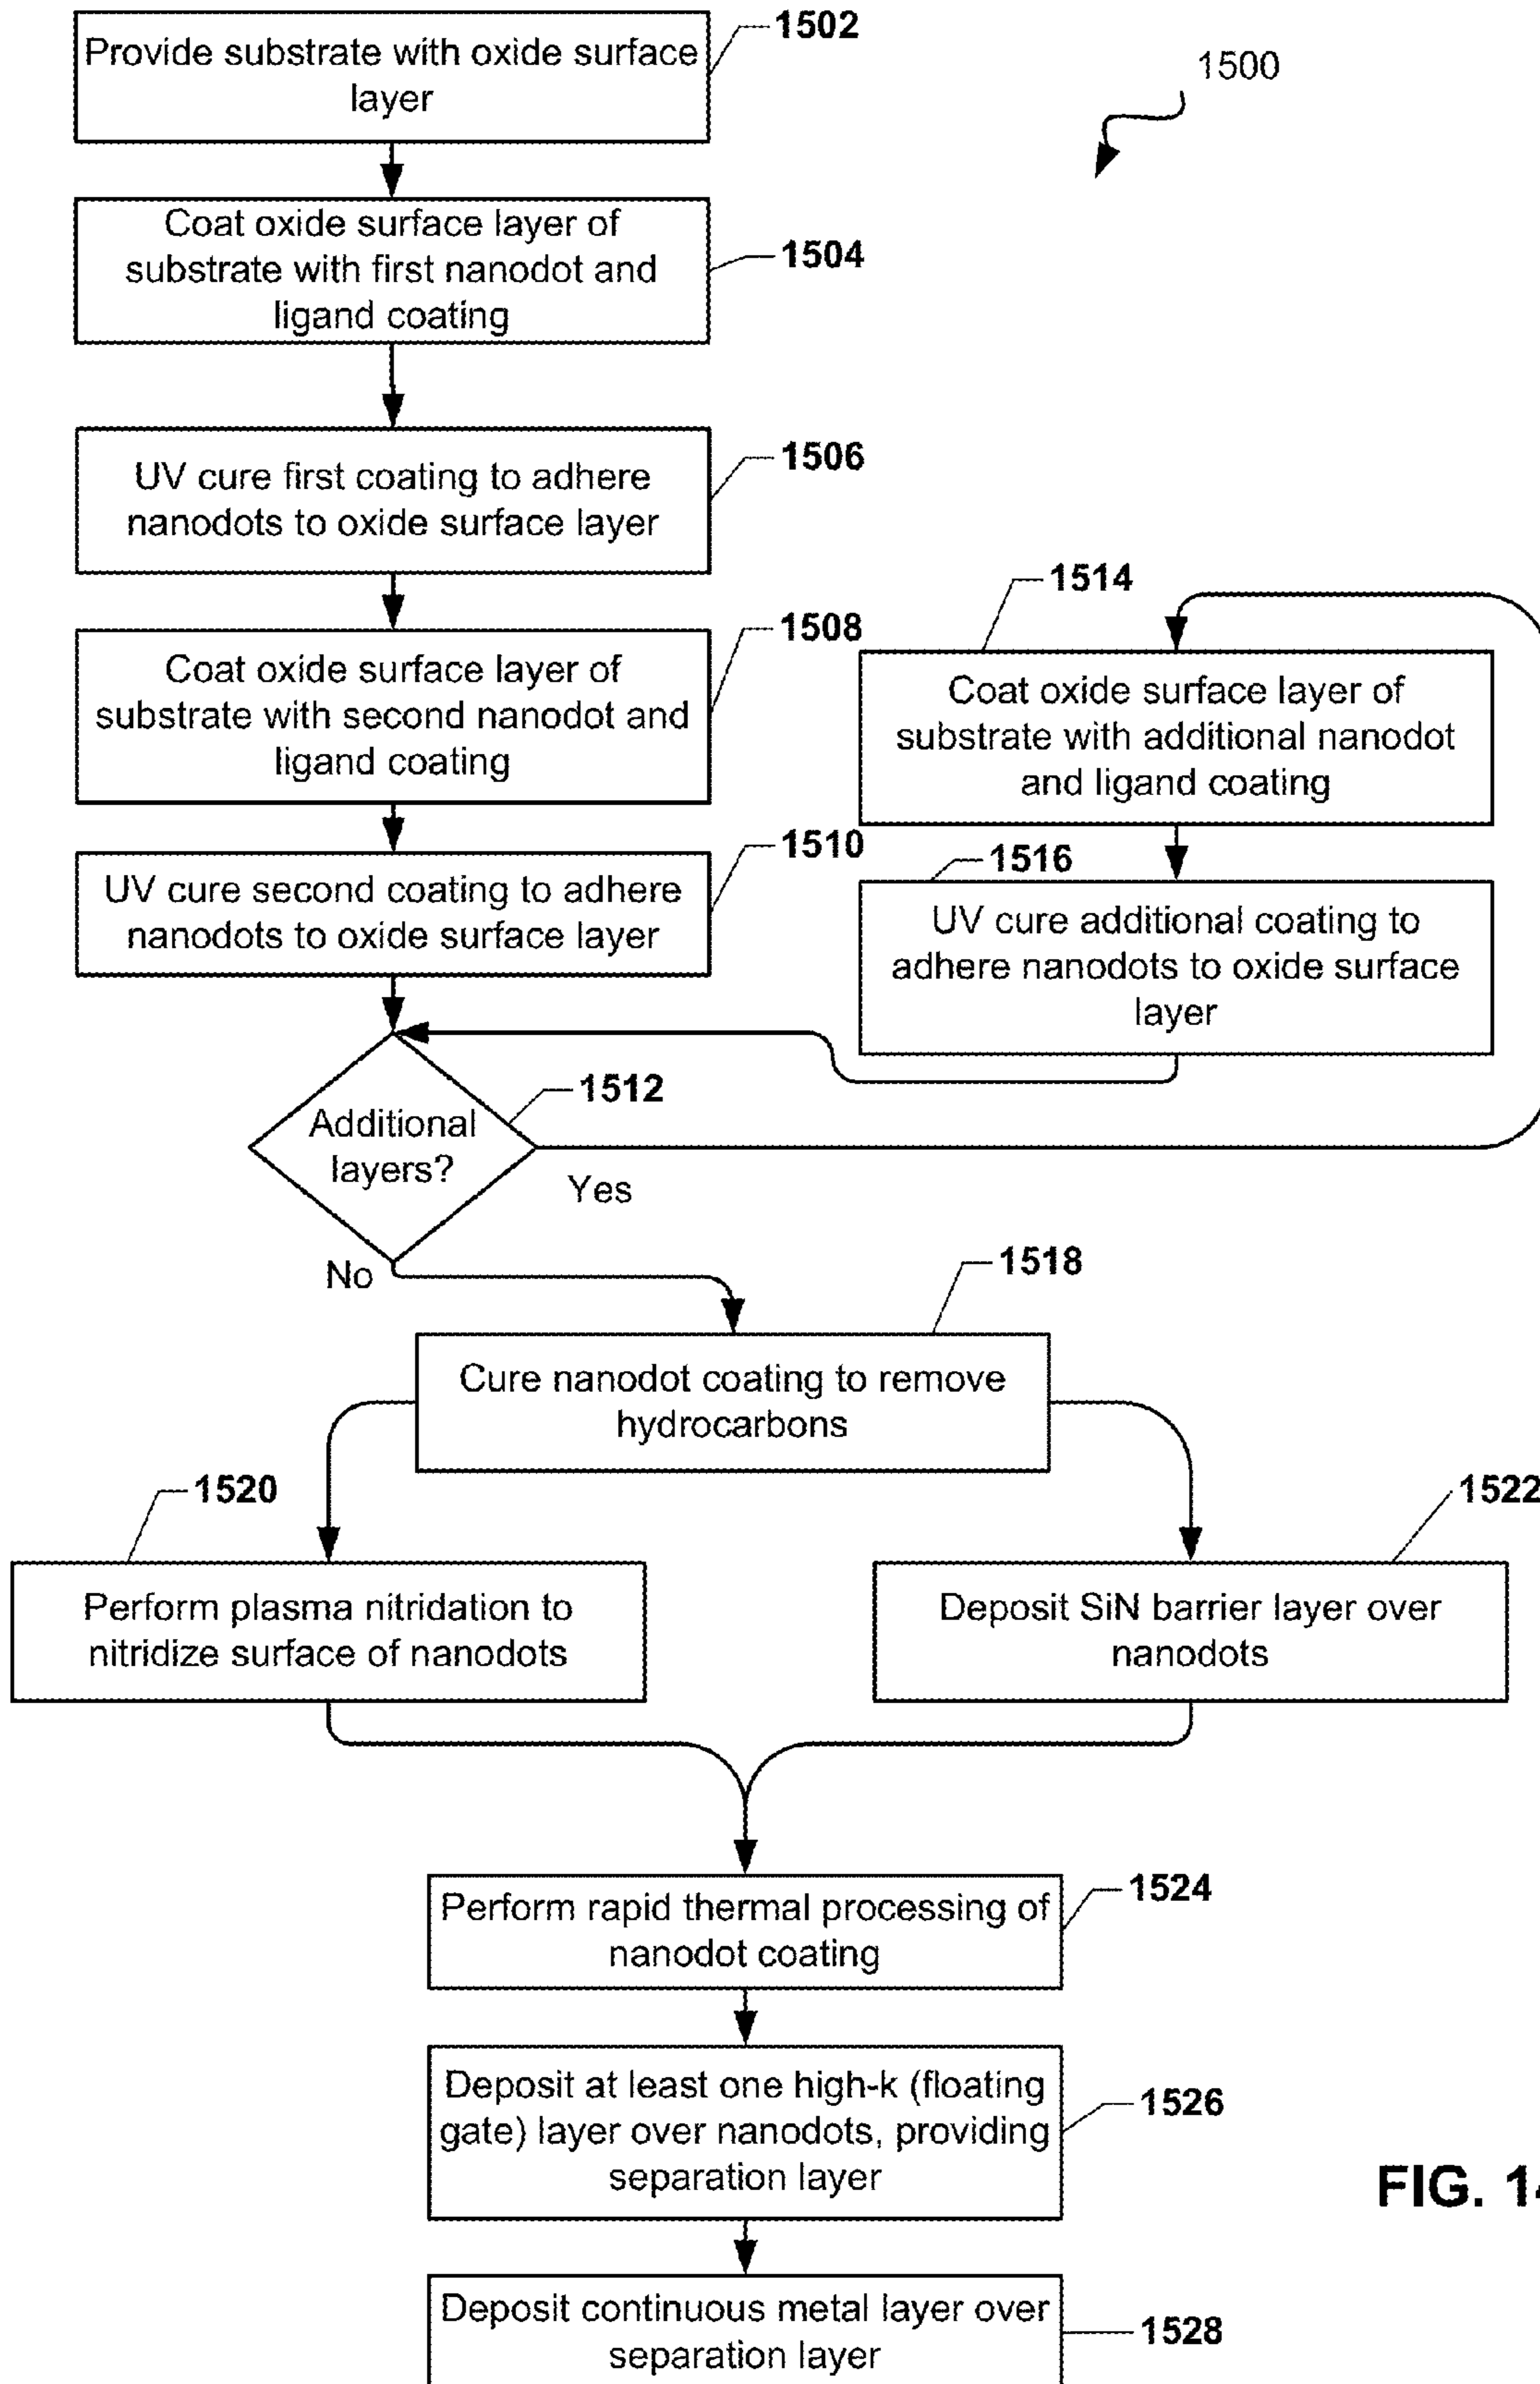 1502
Provide substrate with oxide surface
layer
1500
Coat oxide surface layer of
substrate with first nanodot and
ligand coating
1504
UV cure first coating to adhere
nanodots to oxide surface layer
1506
Coat oxide surface layer of
substrate with second nanodot and
ligand coating
1508
1514
Coat oxide surface layer of
substrate with additional nanodot
and ligand coating
UV cure second coating to adhere
nanodots to oxide surface layer
1510
1516
UV cure additional coating to
adhere nanodots to oxide surface
layer
Additional
layers?
1512
Yes
No
1518
Cure nanodot coating to remove
hydrocarbons
1520
Perform plasma nitridation to
nitridize surface of nanodots
1522
Deposit SiN barrier layer over
nanodots
Perform rapid thermal processing of
nanodot coating
1524
Deposit at least one high-k (floating
gate) layer over nanodots, providing
separation layer
1526
FIG. 14
Deposit continuous metal layer over
separation layer
1528